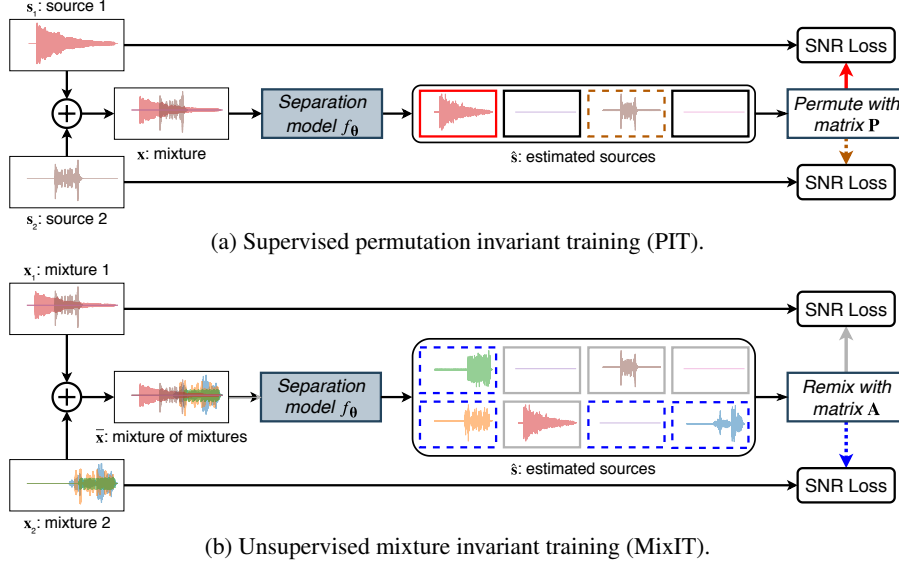 s₁: source 1
SNR Loss
Separation
model f_θ
Permute with
matrix P
x: mixture
ŝ: estimated sources
s₂: source 2
SNR Loss
(a) Supervised permutation invariant training (PIT).
x₁: mixture 1
SNR Loss
Separation
model f_θ
Remix with
matrix A
x̄: mixture of mixtures
ŝ: estimated sources
x₂: mixture 2
SNR Loss
(b) Unsupervised mixture invariant training (MixIT).